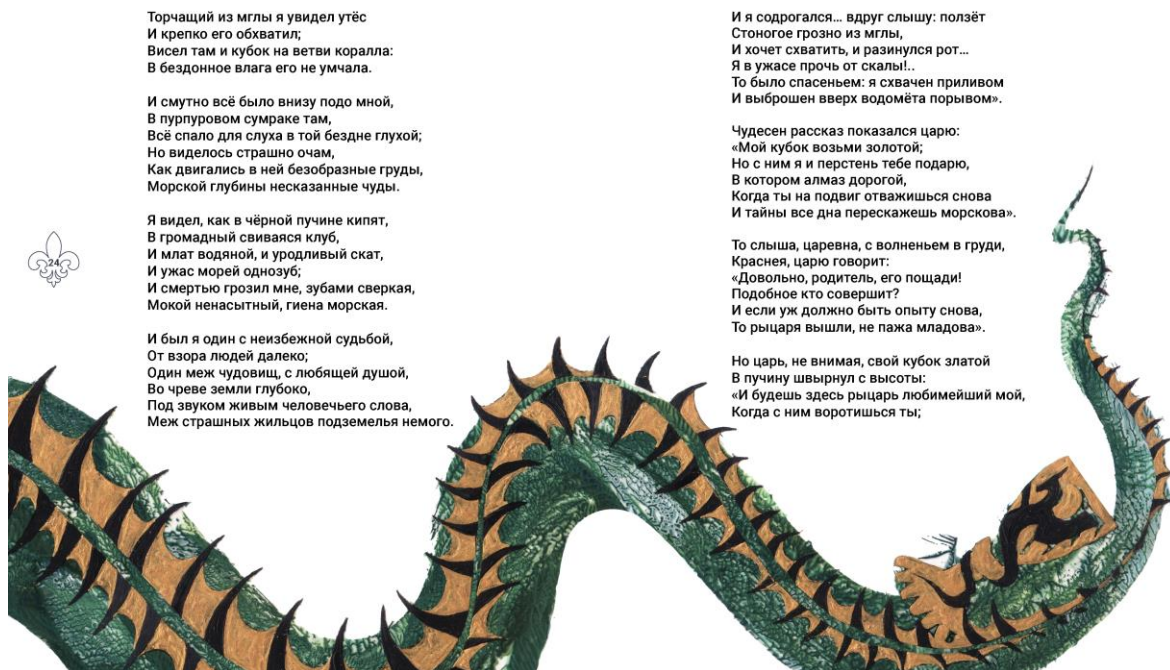 Торчащий из мглы я увидел утёс
И крепко его обхватил;
Висел там и кубок на ветви коралла:
В бездонное влага его не умчала.
И смутно всё было внизу подо мной,
В пурпуровом сумраке там,
Всё спало для слуха в той бездне глухой;
Но виделось страшно очам,
Как двигались в ней безобразные груды,
Морской глубины несказанные чуды.
Я видел, как в чёрной пучине кипят,
В громадный свиваяся клуб,
И млат водяной, и уродливый скат,
И ужас морей однозуб;
И смертью грозил мне, зубами сверкая,
Мокой ненасытный, гиена морская.
И был я один с неизбежной судьбой,
От взора людей далеко;
Один меж чудовищ, с любящей душой,
Во чреве земли глубоко,
Под звуком живым человечьего слова,
Меж страшных жильцов подземелья немого.
24
И я содрогался... вдруг слышу: ползёт
Стоногое грозно из мглы,
И хочет схватить, и разинулся рот...
Я в ужасе прочь от скалы!..
То было спасеньем: я схвачен приливом
И выброшен вверх водомёта порывом».
Чудесен рассказ показался царю:
«Мой кубок возьми золотой;
Но с ним я и перстень тебе подарю,
В котором алмаз дорогой,
Когда ты на подвиг отважишься снова
И тайны все дна перескажешь морскова».
То слыша, царевна, с волненьем в груди,
Краснея, царю говорит:
«Довольно, родитель, его пощади!
Подобное кто совершит?
И если уж должно быть опыту снова,
То рыцаря вышли, не пажа младова».
Но царь, не внимая, свой кубок златой
В пучину швырнул с высоты:
«И будешь здесь рыцарь любимейший мой,
Когда с ним воротишься ты;